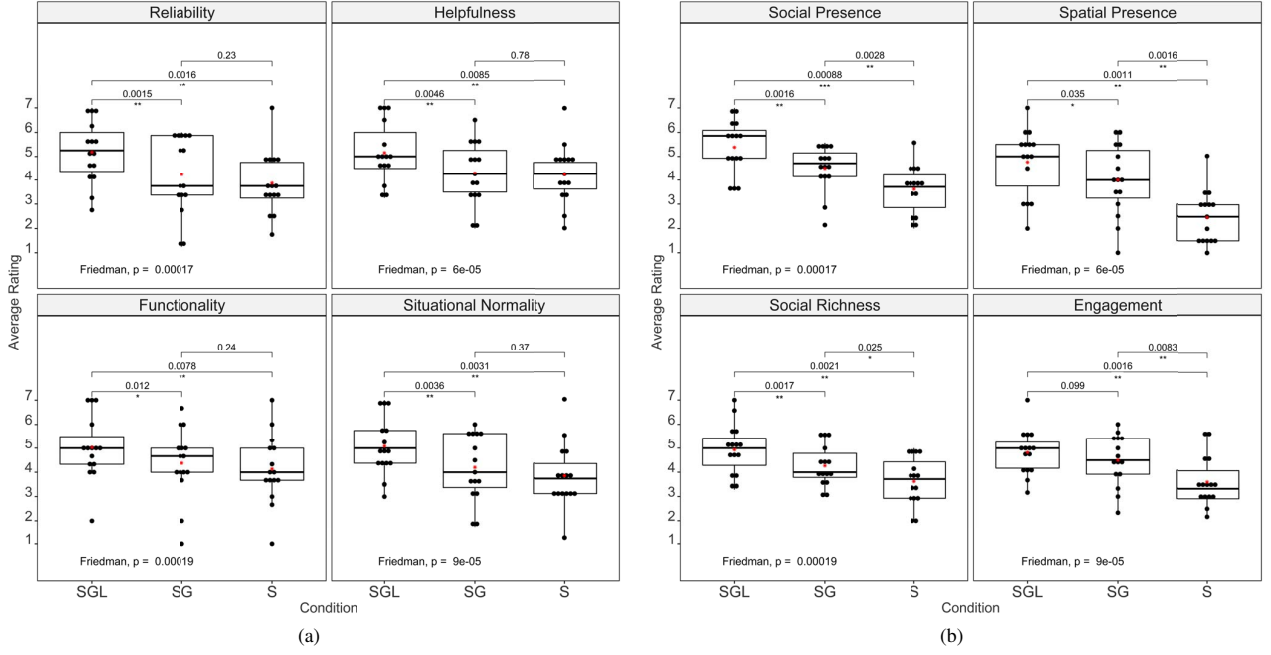 Reliability
0.23
0.0016
**
0.0015
**
7
6
5
4
3
2
1
Friedman, p = 0.00017
Helpfulness
0.78
0.0085
**
0.0046
**
Friedman, p = 6e-05
Functionality
0.24
0.0078
**
0.012
*
7
6
5
4
3
2
1
Friedman, p = 0.00019
Situational Normality
0.37
0.0031
**
0.0036
**
Friedman, p = 9e-05
Average Rating
SGL SG S
SGL SG S
Condition
(a)
Social Presence
0.0028
**
0.00088
***
0.0016
**
7
6
5
4
3
2
1
Friedman, p = 0.00017
Spatial Presence
0.0016
**
0.0011
**
0.035
*
Friedman, p = 6e-05
Social Richness
0.025
*
0.0021
**
0.0017
**
7
6
5
4
3
2
1
Friedman, p = 0.00019
Engagement
0.0083
**
0.0016
**
0.099
Friedman, p = 9e-05
Average Rating
SGL SG S
SGL SG S
Condition
(b)